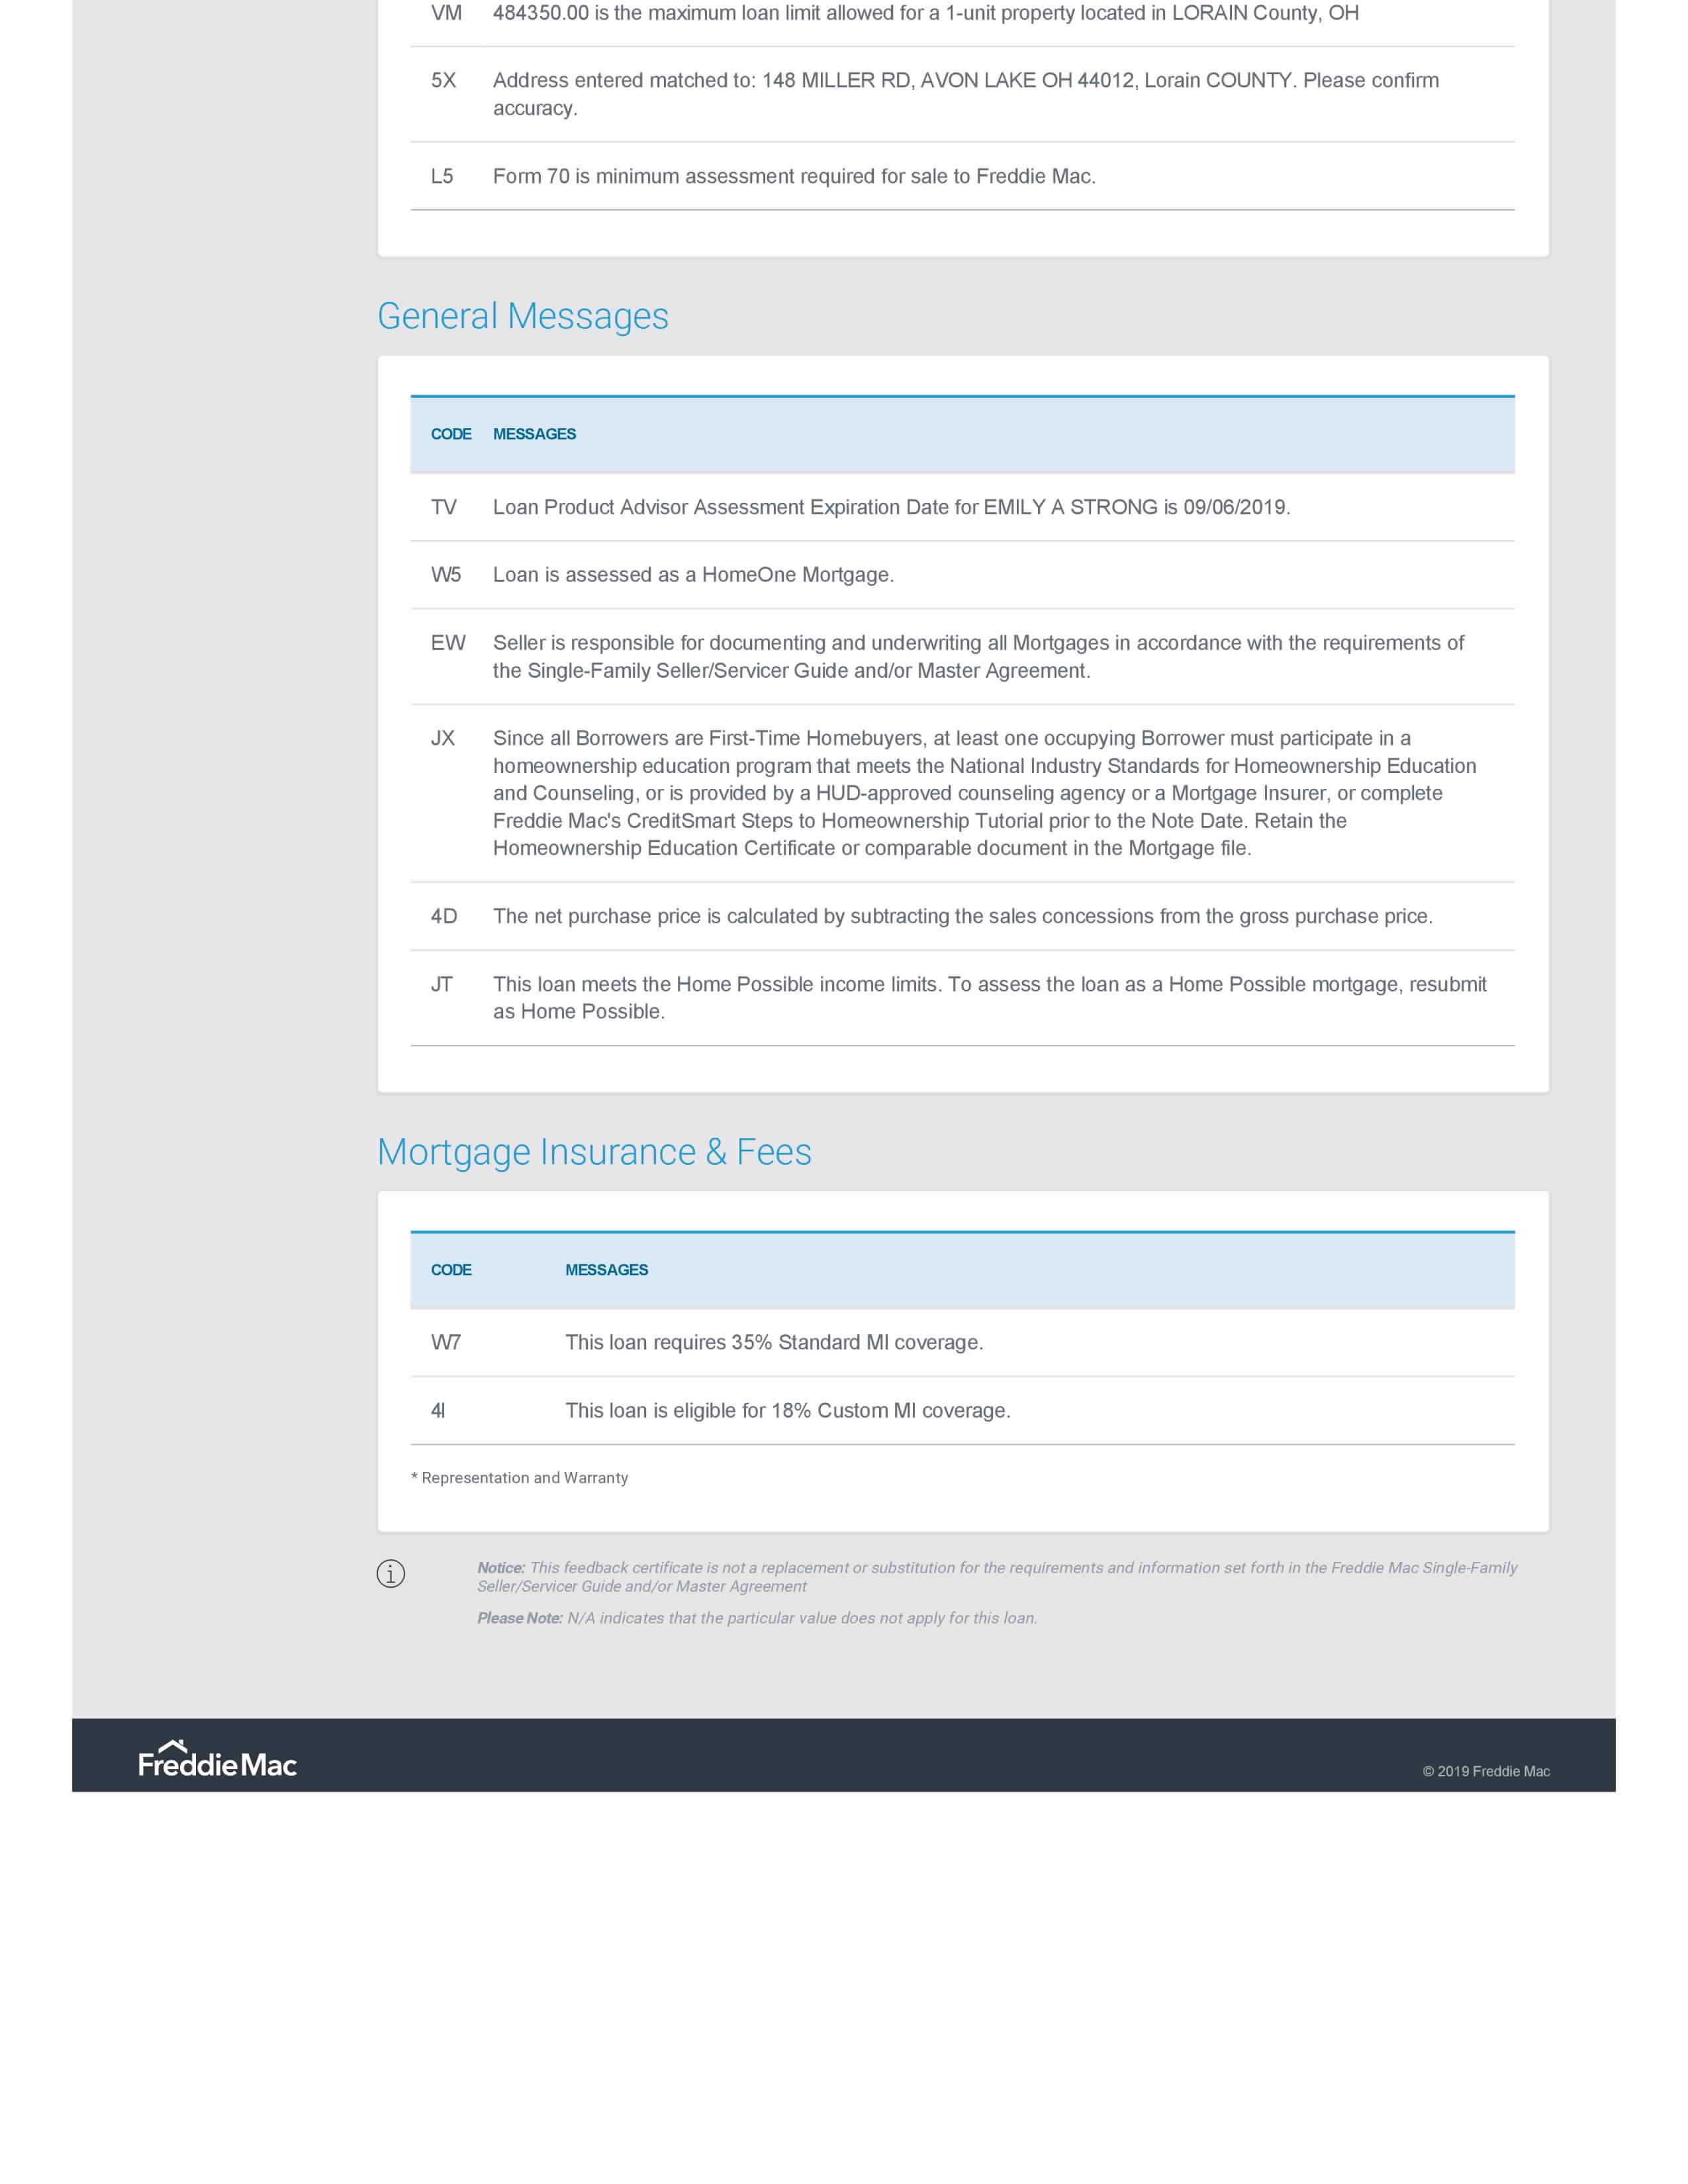 VM 484350.00 is the maximum loan limit allowed for a 1-unit property located in LORAIN County, OH
5X Address entered matched to: 148 MILLER RD, AVON LAKE OH 44012, Lorain COUNTY. Please confirm
accuracy.
L5 Form 70 is minimum assessment required for sale to Freddie Mac.
General Messages
CODE MESSAGES
TV Loan Product Advisor Assessment Expiration Date for EMILY A STRONG is 09/06/2019.
W5 Loan is assessed as a HomeOne Mortgage.
EW Seller is responsible for documenting and underwriting all Mortgages in accordance with the requirements of
the Single-Family Seller/Servicer Guide and/or Master Agreement.
JX Since all Borrowers are First-Time Homebuyers, at least one occupying Borrower must participate in a
homeownership education program that meets the National Industry Standards for Homeownership Education
and Counseling, or is provided by a HUD-approved counseling agency or a Mortgage Insurer, or complete
Freddie Mac's CreditSmart Steps to Homeownership Tutorial prior to the Note Date. Retain the
Homeownership Education Certificate or comparable document in the Mortgage file.
4D The net purchase price is calculated by subtracting the sales concessions from the gross purchase price.
JT This loan meets the Home Possible income limits. To assess the loan as a Home Possible mortgage, resubmit
as Home Possible.
Mortgage Insurance & Fees
CODE MESSAGES
W7 This loan requires 35% Standard MI coverage.
4I This loan is eligible for 18% Custom MI coverage.
* Representation and Warranty
Notice: This feedback certificate is not a replacement or substitution for the requirements and information set forth in the Freddie Mac Single-Family
Seller/Servicer Guide and/or Master Agreement
Please Note: N/A indicates that the particular value does not apply for this loan.
Freddie Mac
© 2019 Freddie Mac